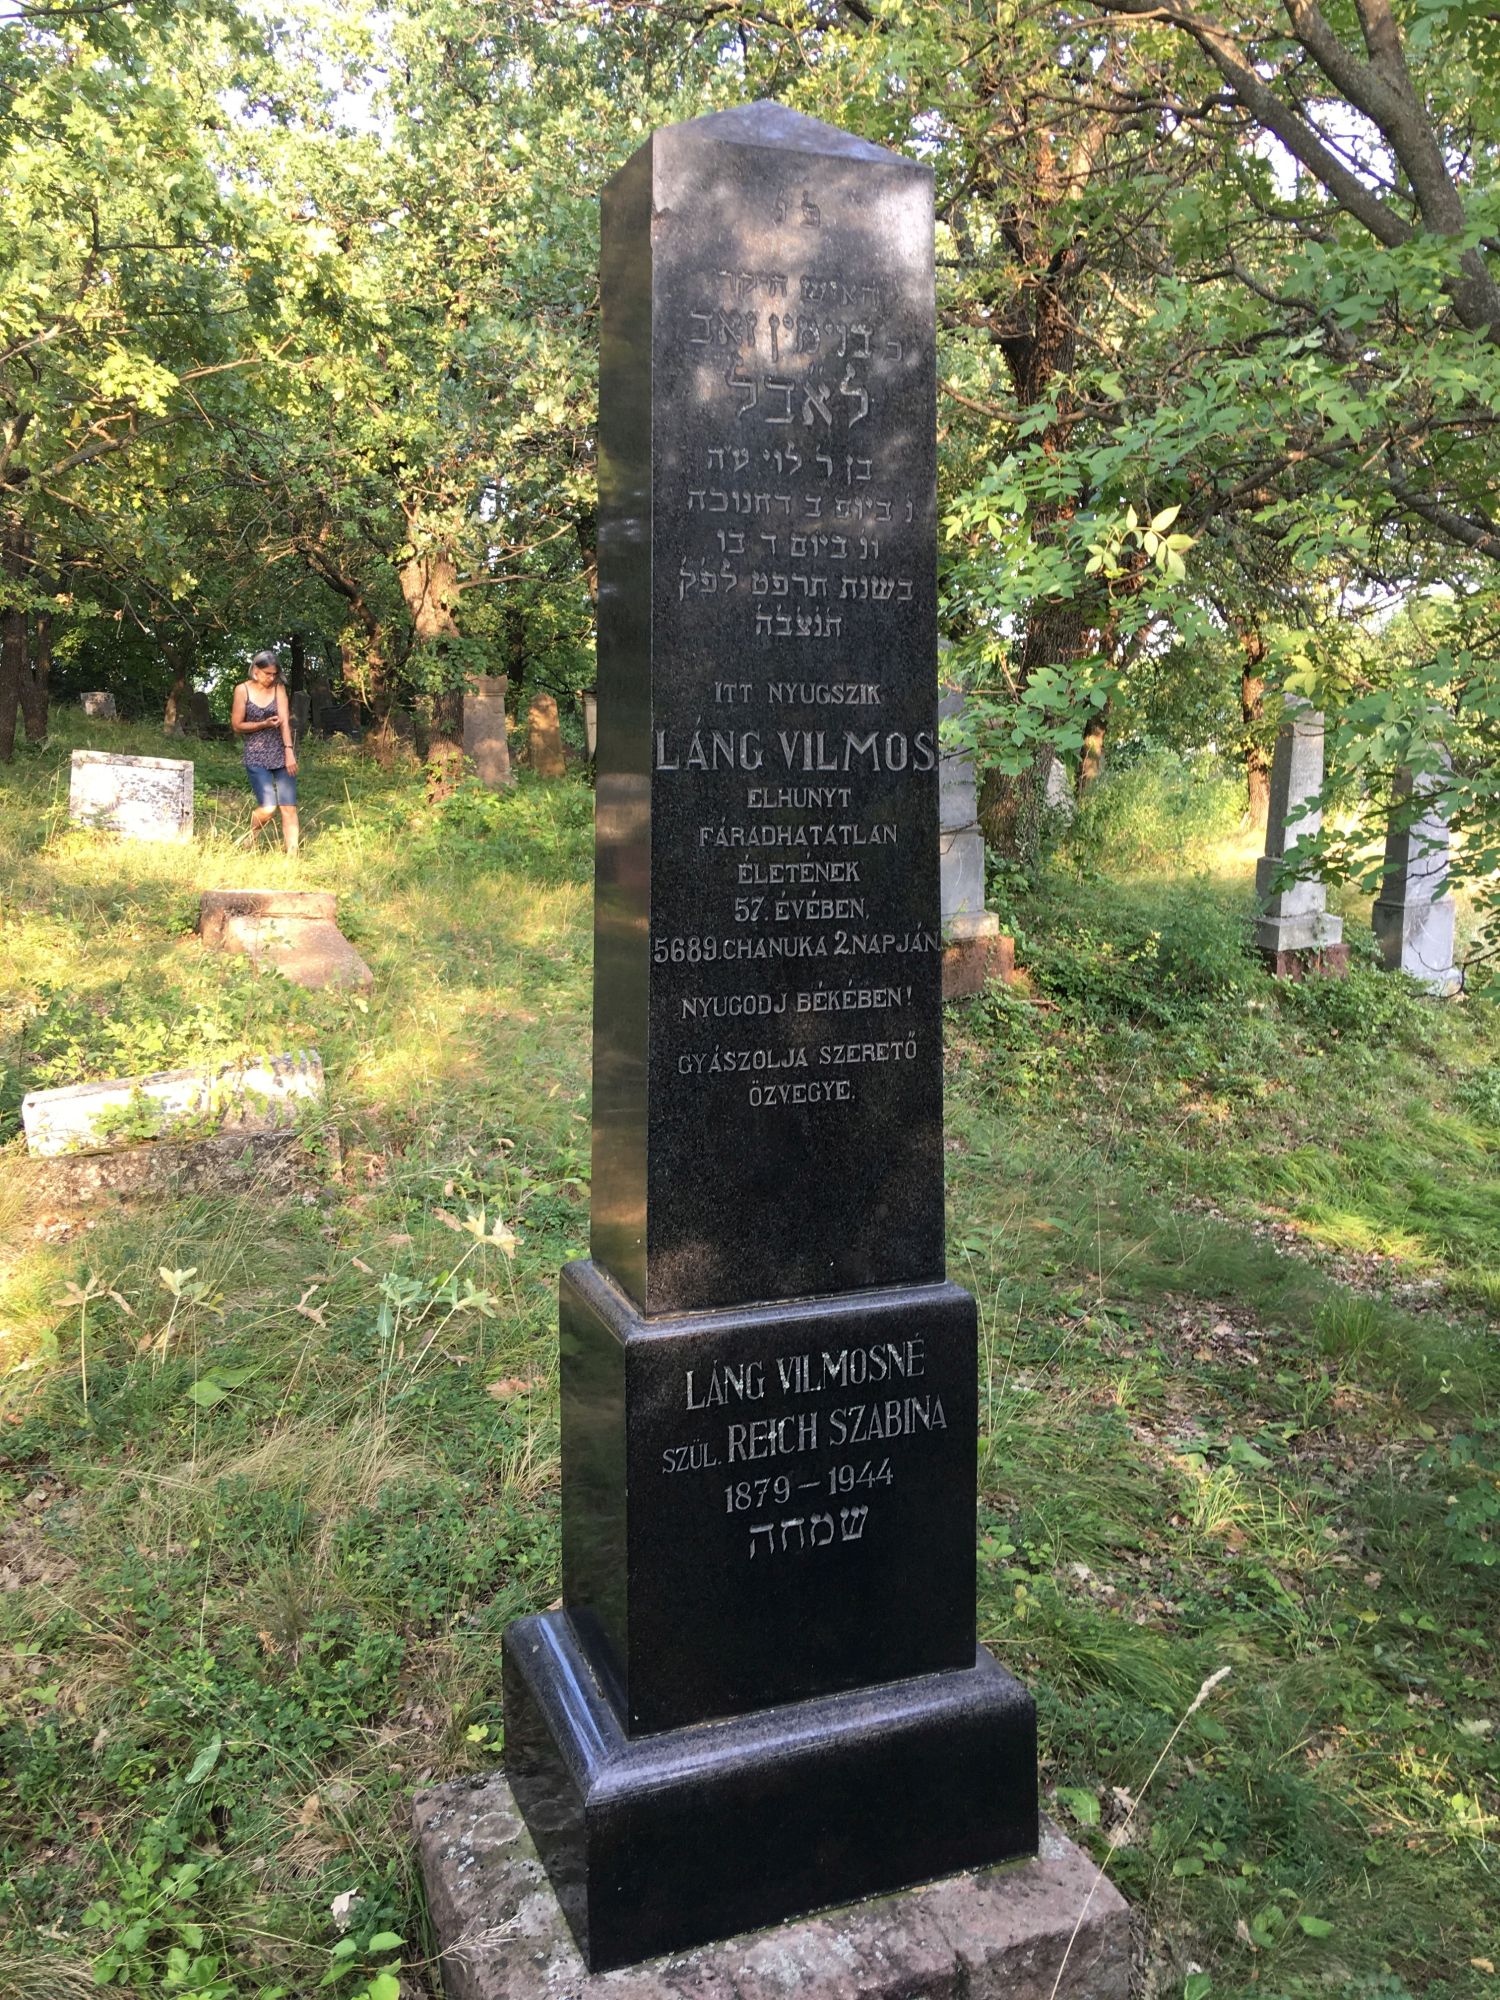 פ נ
האיש היקר
ר בנימין זאב
לאבל
בן ר לוי ש״ה
נ ביום ב דחנוכה
ונ ביום ד בו
בשנת תרפט לפק
תנצבה
ITT NYUGSZIK
LÁNG VILMOS
ELHUNYT
FÁRADHATATLAN
ÉLETÉNEK
57. ÉVÉBEN,
5689. CHANUKA 2. NAPJÁN.
NYUGODJ BÉKÉBEN!
GYÁSZOLJA SZERETŐ
ÖZVEGYE.
LÁNG VILMOSNÉ
SZÜL. REICH SZABINA
1879 – 1944
שמחה